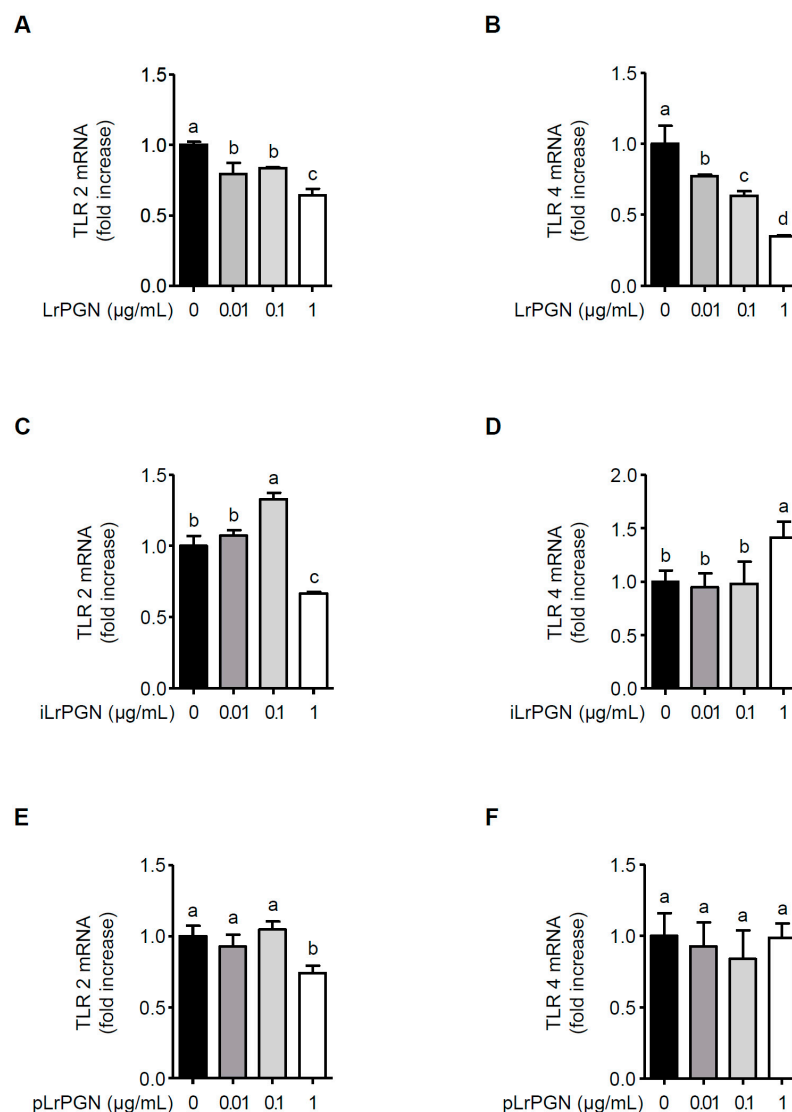 A
TLR 2 mRNA
(fold increase)
1.5
1.0
0.5
0.0
a
b
b
c
LrPGN (µg/mL) 0 0.01 0.1 1
B
TLR 4 mRNA
(fold increase)
1.5
1.0
0.5
0.0
a
b
c
d
LrPGN (µg/mL) 0 0.01 0.1 1
C
TLR 2 mRNA
(fold increase)
1.5
1.0
0.5
0.0
b
b
a
c
iLrPGN (µg/mL) 0 0.01 0.1 1
D
TLR 4 mRNA
(fold increase)
2.0
1.5
1.0
0.5
0.0
b
b
b
a
iLrPGN (µg/mL) 0 0.01 0.1 1
E
TLR 2 mRNA
(fold increase)
1.5
1.0
0.5
0.0
a
a
a
b
pLrPGN (µg/mL) 0 0.01 0.1 1
F
TLR 4 mRNA
(fold increase)
1.5
1.0
0.5
0.0
a
a
a
a
pLrPGN (µg/mL) 0 0.01 0.1 1